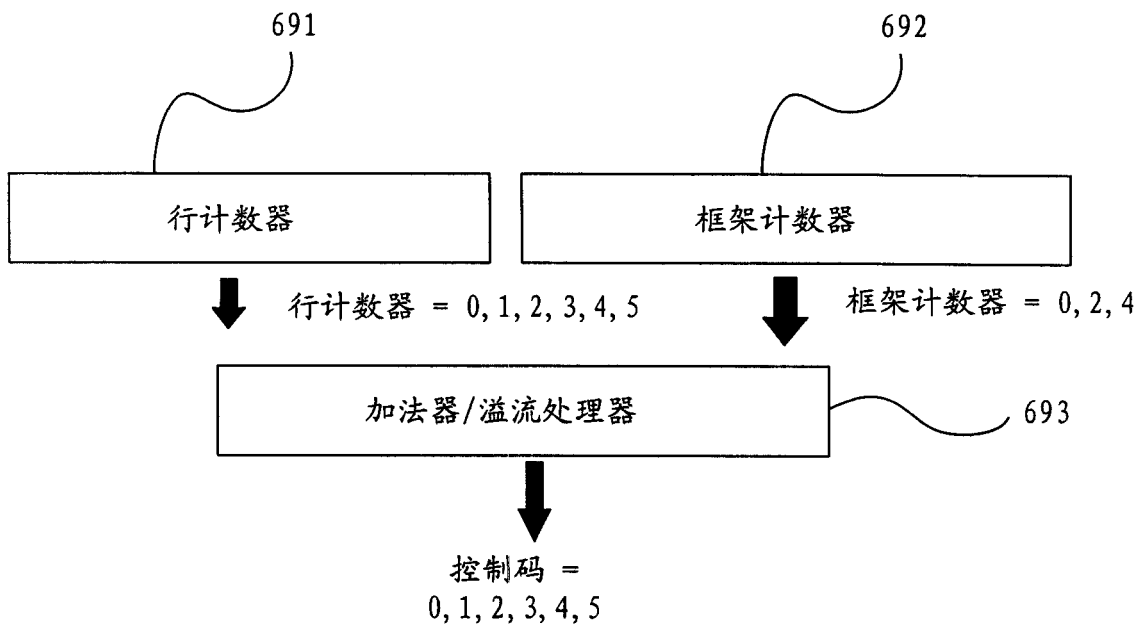 691
692
行计数器
框架计数器
行计数器 = 0,1,2,3,4,5
框架计数器 = 0,2,4
加法器/溢流处理器
693
控制码 =
0,1,2,3,4,5